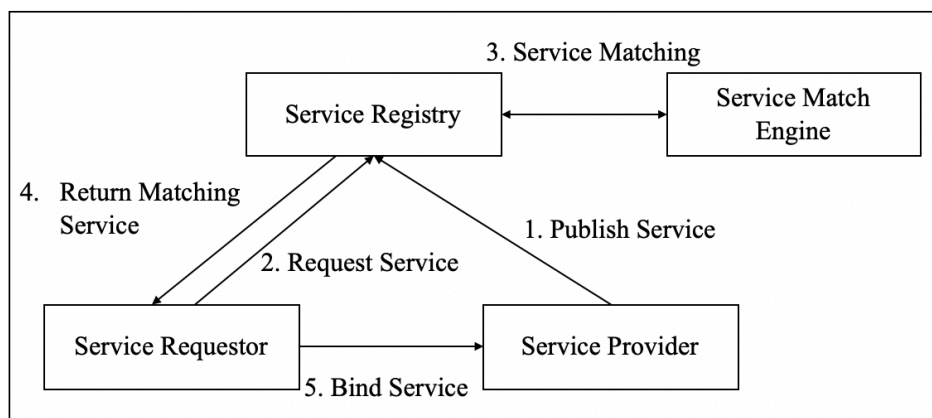 3. Service Matching
Service Registry
Service Match
Engine
4. Return Matching
Service
1. Publish Service
2. Request Service
Service Requestor
Service Provider
5. Bind Service